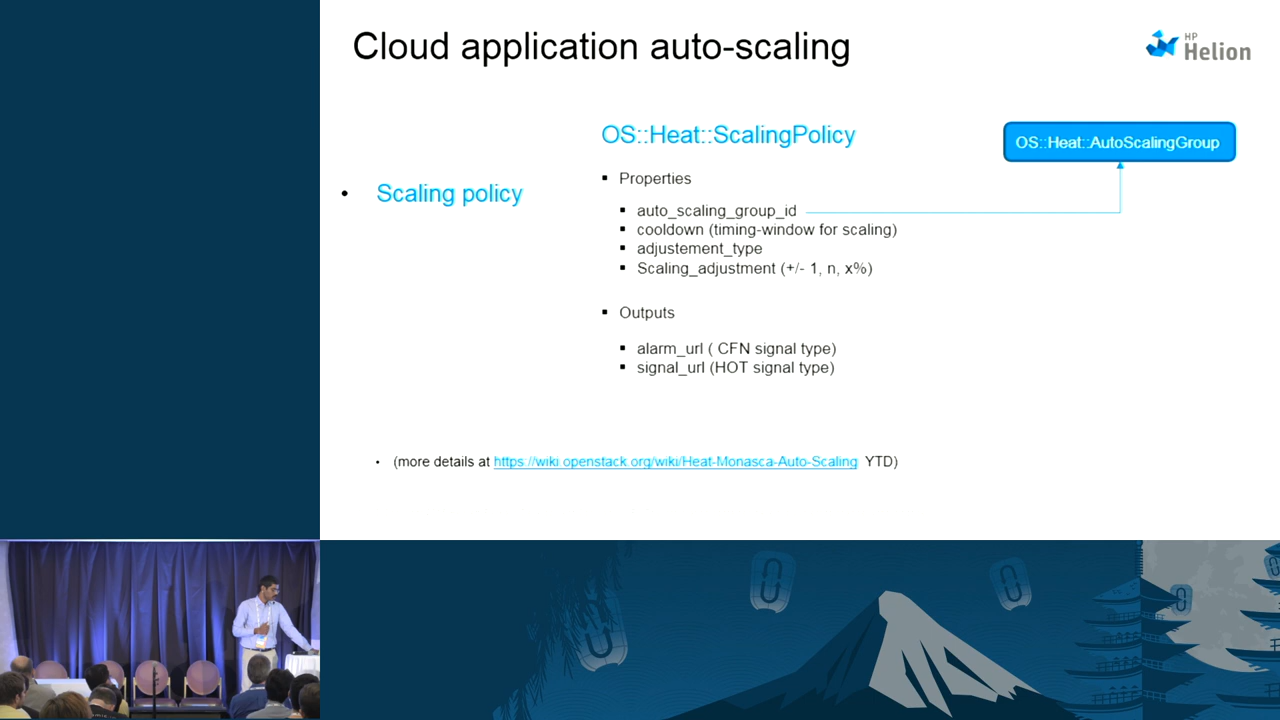 Cloud application auto-scaling
HP
Helion
OS::Heat::ScalingPolicy
OS::Heat::AutoScalingGroup
Properties
Scaling policy
auto_scaling_group_id
cooldown (timing-window for scaling)
adjustement_type
Scaling_adjustment (+/- 1, n, x%)
Outputs
alarm_url ( CFN signal type)
signal_url (HOT signal type)
(more details at https://wiki.openstack.org/wiki/Heat-Monasca-Auto-Scaling YTD)